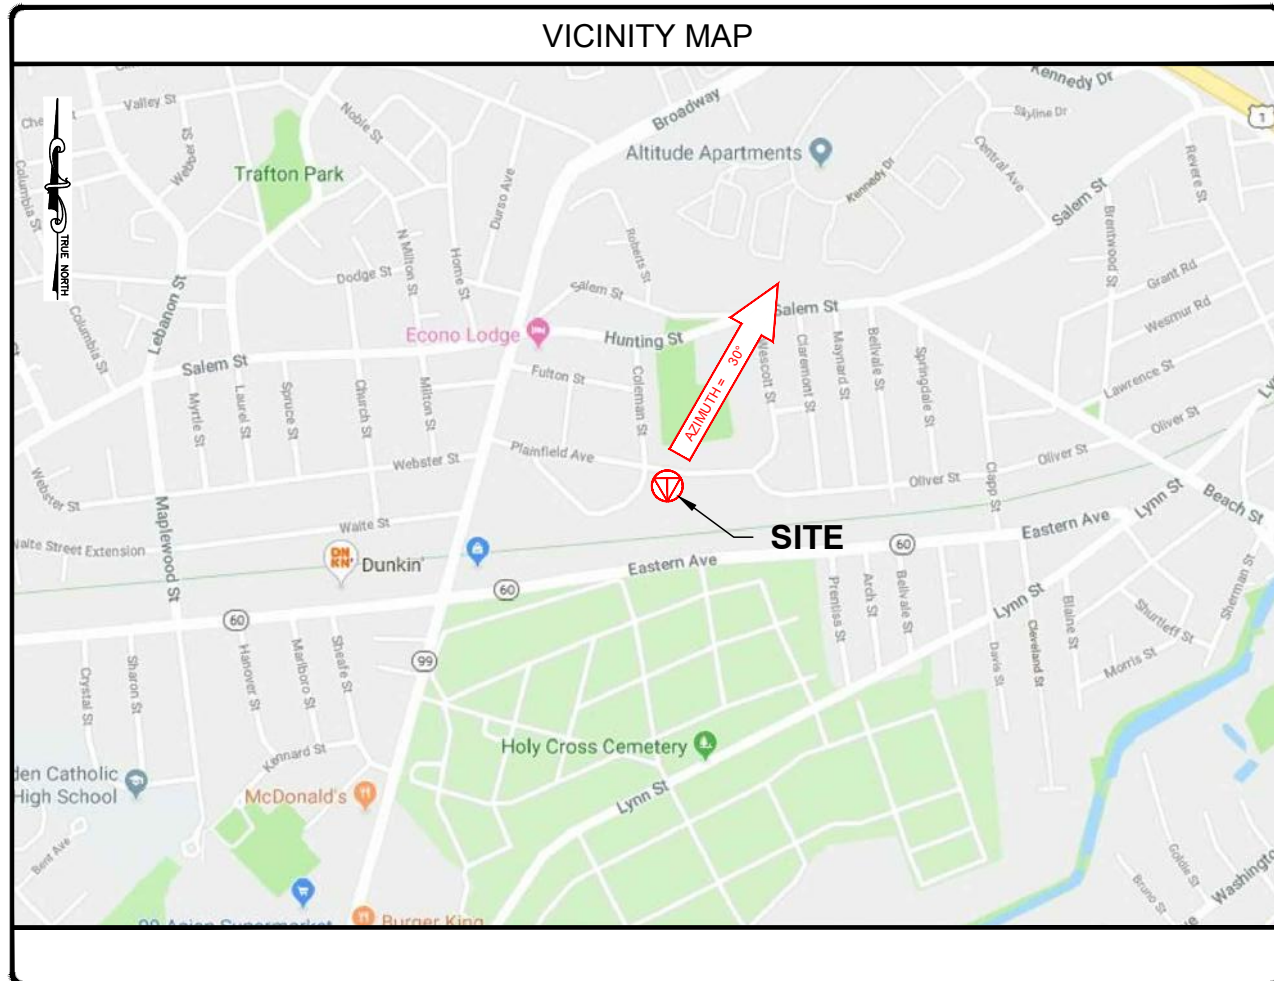 VICINITY MAP
Kennedy Dr
Valley St
Noble St
Broadway
Skyline Dr
1
Webber St
Trafton Park
Altitude Apartments
Central Ave
Revere St
Columbia St
Durso Ave
Kennedy Dr
Salem St
Brentwood St
TRUE NORTH
N Milton St
Home St
Roberts St
Dodge St
Grant Rd
Salem St
Wesmur Rd
Columbia St
Lebanon St
Econo Lodge
Hunting St
Salem St
Salem St
Fulton St
Coleman St
AZIMUTH = 30°
Wescott St
Claremont St
Maynard St
Bellvale St
Springdale St
Lawrence St
Myrtle St
Laurel St
Spruce St
Church St
Milton St
Oliver St
Webster St
Webster St
Plainfield Ave
Oliver St
Clapp St
Oliver St
Maplewood St
Waite St
SITE
Lynn St
Beach St
Waite Street Extension
DN
KN'
Dunkin'
Eastern Ave
60
Eastern Ave
60
60
Prentiss St
Arch St
Bellvale St
Lynn St
Blaine St
Sherman St
Shurtleff St
Crystal St
Sharon St
Hanover St
Marlboro St
Sheafe St
99
Davis St
Cleveland St
Morris St
Kennard St
Holy Cross Cemetery
den Catholic
High School
McDonald's
Lynn St
Bent Ave
Goldie St
Bruno St
Washington
99 Asian Supermarket
Burger King